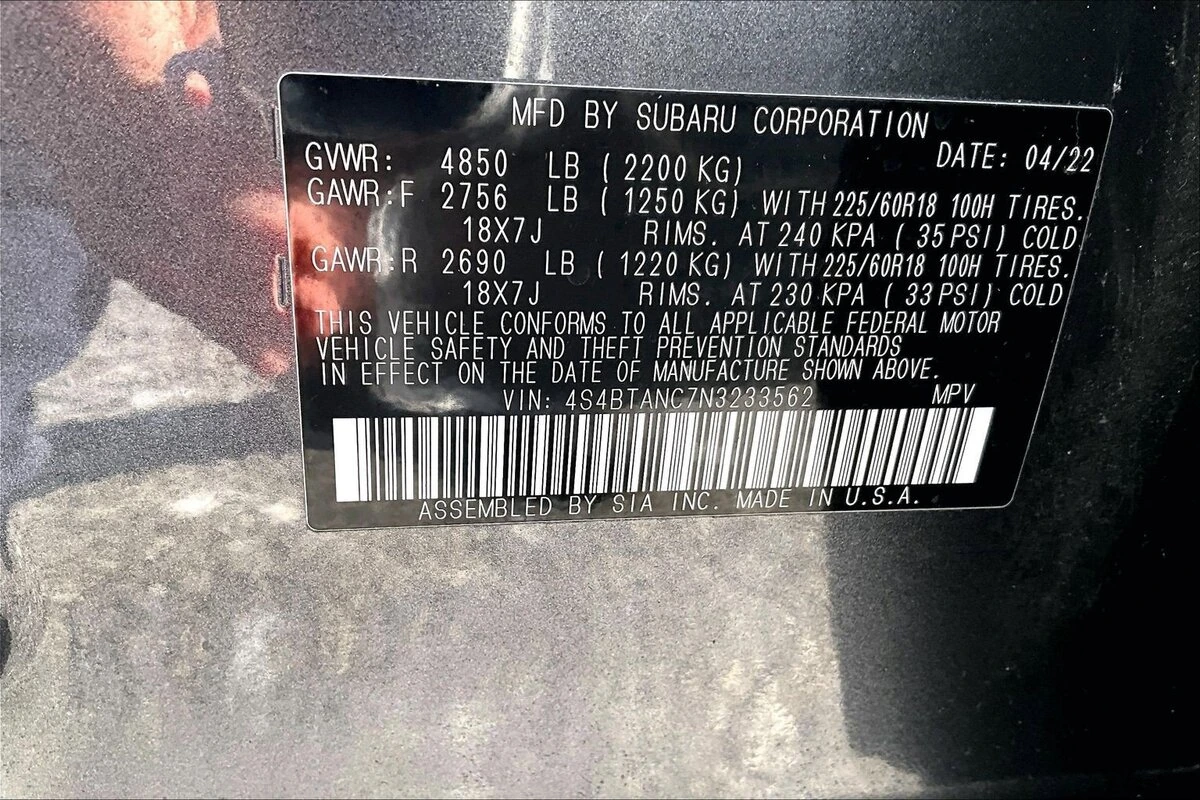 MFD BY SUBARU CORPORATION
DATE: 04/22
GVWR: 4850 LB ( 2200 KG)
GAWR:F 2756 LB ( 1250 KG) WITH 225/60R18 100H TIRES.
18X7J RIMS. AT 240 KPA ( 35 PSI) COLD
GAWR:R 2690 LB ( 1220 KG) WITH 225/60R18 100H TIRES.
18X7J RIMS. AT 230 KPA ( 33 PSI) COLD
THIS VEHICLE CONFORMS TO ALL APPLICABLE FEDERAL MOTOR
VEHICLE SAFETY AND THEFT PREVENTION STANDARDS
IN EFFECT ON THE DATE OF MANUFACTURE SHOWN ABOVE.
VIN: 4S4BTANC7N3233562 MPV
ASSEMBLED BY SIA INC. MADE IN U.S.A.